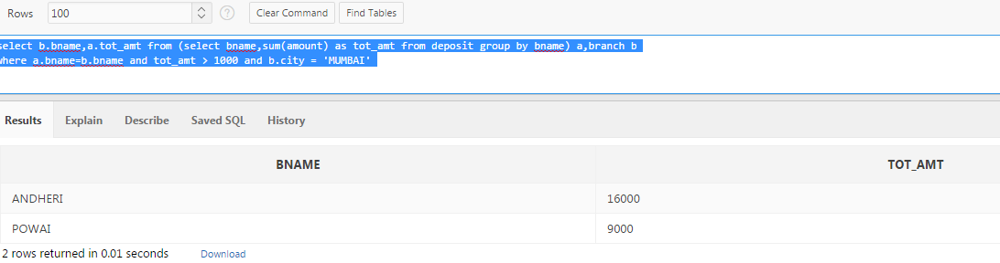 Rows 100 ? Clear Command Find Tables
select b.bname,a.tot_amt from (select bname,sum(amount) as tot_amt from deposit group by bname) a,branch b
where a.bname=b.bname and tot_amt > 1000 and b.city = 'MUMBAI'
Results Explain Describe Saved SQL History
BNAME TOT_AMT
ANDHERI 16000
POWAI 9000
2 rows returned in 0.01 seconds Download